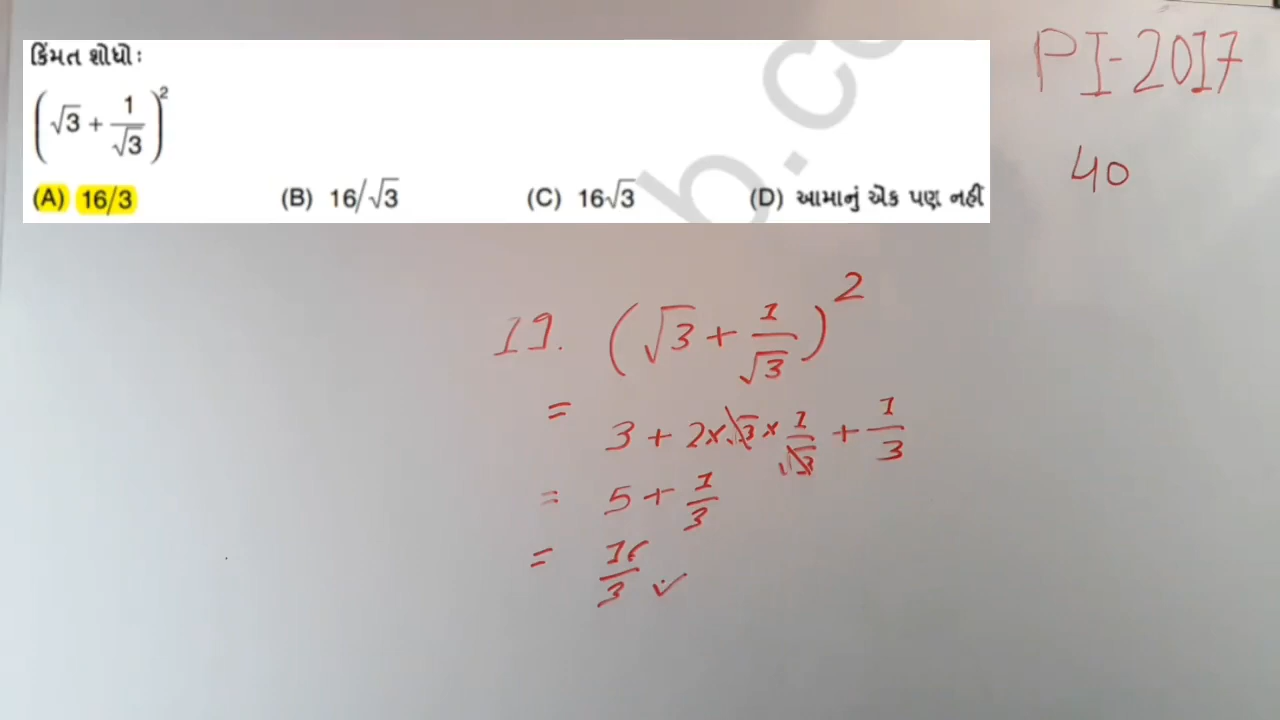 કિંમત શોધોઃ
(√3 + 1/√3)²
(A) 16/3 (B) 16/√3 (C) 16√3 (D) આમાનું એક પણ નહીં
PI-2017
40
19. (√3 + 1/√3)²
= 3 + 2×√3×1/√3 + 1/3
= 5 + 1/3
= 16/3 ✓